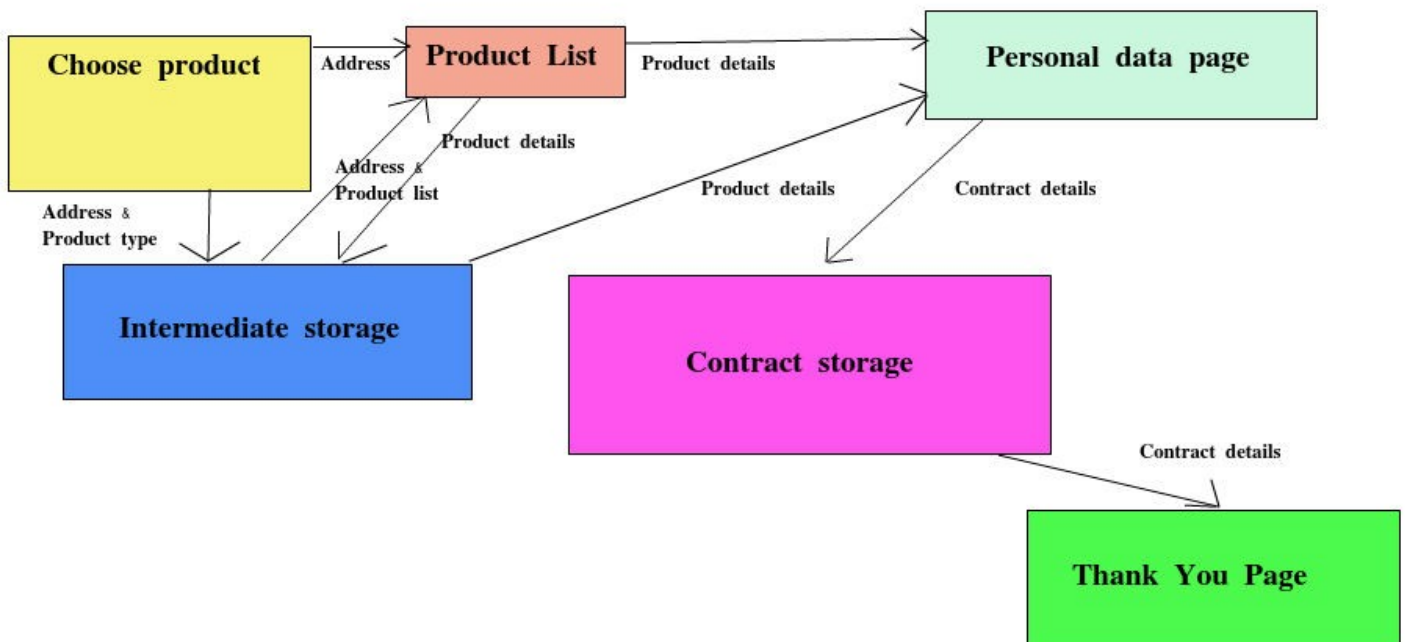 Choose product
Address
Product List
Product details
Personal data page
Product details
Address &
Product list
Product details
Contract details
Address &
Product type
Intermediate storage
Contract storage
Contract details
Thank You Page